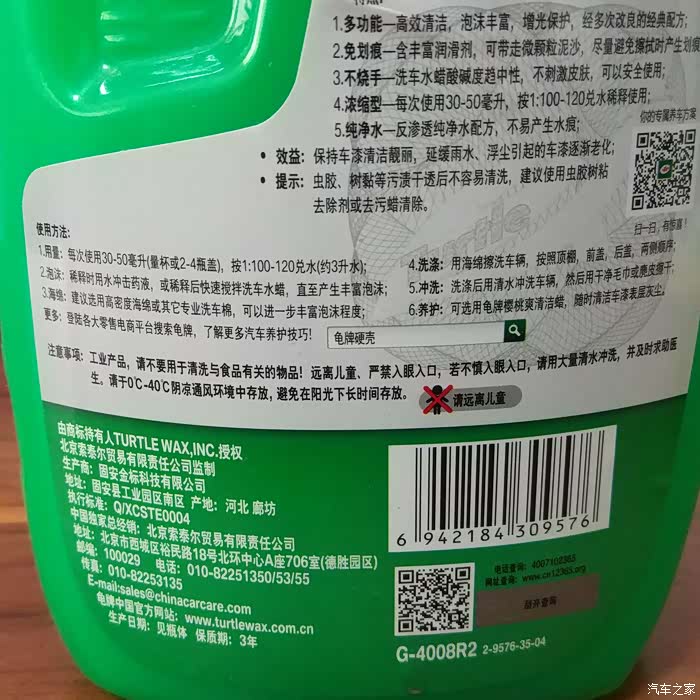 特点：
1.多功能—高效清洁，泡沫丰富，增光保护，经多次改良的经典配方，
2.免划痕—含丰富润滑剂，可带走微颗粒泥沙，尽量避免擦拭时产生划痕
3.不烧手—洗车水蜡酸碱度趋中性，不刺激皮肤，可以安全使用；
4.浓缩型—每次使用30-50毫升，按1:100-120兑水稀释使用；
5.纯净水—反渗透纯净水配方，不易产生水痕；
• 效益：保持车漆清洁靓丽，延缓雨水、浮尘引起的车漆逐渐老化；
• 提示：虫胶、树黏等污渍干透后不容易清洗，建议使用虫胶树粘
去除剂或去污蜡清除。
你的专属养车方案
扫一扫，有惊喜！
Turtle
使用方法：
1.用量：每次使用30-50毫升(量杯或2-4瓶盖)，按1:100-120兑水(约3升水)；
2.泡沫：稀释时用水冲击药液，或稀释后快速搅拌洗车水蜡，直至产生丰富泡沫；
3.海绵：建议选用高密度海绵或其它专业洗车棉，可以进一步丰富泡沫程度；
更多：登陆各大零售电商平台搜索龟牌，了解更多汽车养护技巧！
龟牌硬壳
4.洗涤：用海绵擦洗车辆，按照顶棚，前盖，后盖，两侧顺序；
5.冲洗：洗涤后用清水冲洗车辆，然后用干净毛巾或麂皮擦干；
6.养护：可选用龟牌樱桃爽清洁蜡，随时清洁车漆表层灰尘。
注意事项：工业产品，请不要用于清洗与食品有关的物品！远离儿童、严禁入眼入口，若不慎入眼入口，请用大量清水冲洗，并及时求助医
生。请于0℃-40℃阴凉通风环境中存放，避免在阳光下长时间存放。
请远离儿童
由商标持有人TURTLE WAX,INC.授权
北京索泰尔贸易有限责任公司监制
生产商：固安金标科技有限公司
地址：固安县工业园区南区 产地：河北 廊坊
执行标准：Q/XCSTE0004
中国独家总经销：北京索泰尔贸易有限责任公司
地址：北京市西城区裕民路18号北环中心A座706室(德胜园区)
邮编：100029 电话：010-82251350/53/55
传真：010-82253135
E-mail:sales@chinacarcare.com
龟牌中国官方网站：www.turtlewax.com.cn
生产日期：见瓶体 保质期：3年
6 942184 309576
电话查询：4007102365
网址查询：www.cn12365.org
刮开查询
G-4008R2 2-9576-35-04
汽车之家